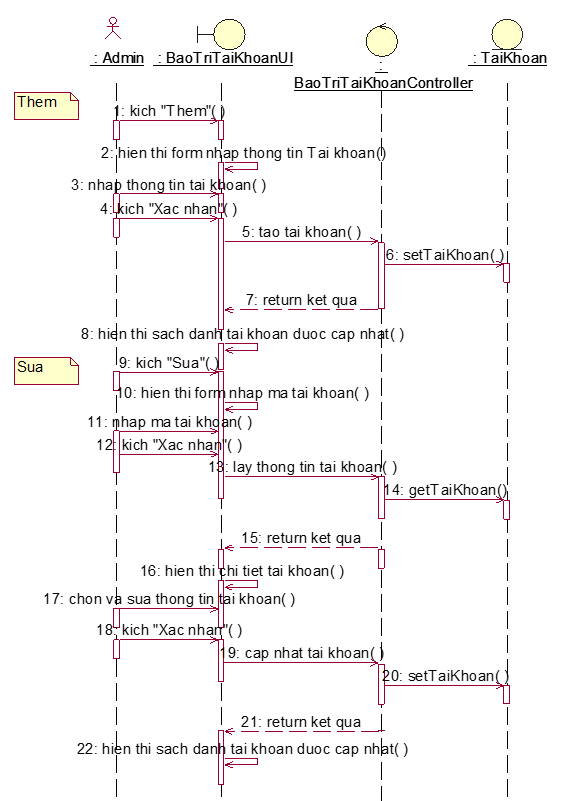 : Admin
: BaoTriTaiKhoanUI
:
BaoTriTaiKhoanController
: TaiKhoan
Them
1: kich "Them"( )
2: hien thi form nhap thong tin Tai khoan()
3: nhap thong tin tai khoan( )
4: kich "Xac nhan"( )
5: tao tai khoan( )
6: setTaiKhoan( )
7: return ket qua
8: hien thi sach danh tai khoan duoc cap nhat( )
Sua
9: kich "Sua"( )
10: hien thi form nhap ma tai khoan( )
11: nhap ma tai khoan( )
12: kich "Xac nhan"( )
13: lay thong tin tai khoan( )
14: getTaiKhoan()
15: return ket qua
16: hien thi chi tiet tai khoan( )
17: chon va sua thong tin tai khoan( )
18: kich "Xac nhan"( )
19: cap nhat tai khoan( )
20: setTaiKhoan( )
21: return ket qua
22: hien thi sach danh tai khoan duoc cap nhat( )